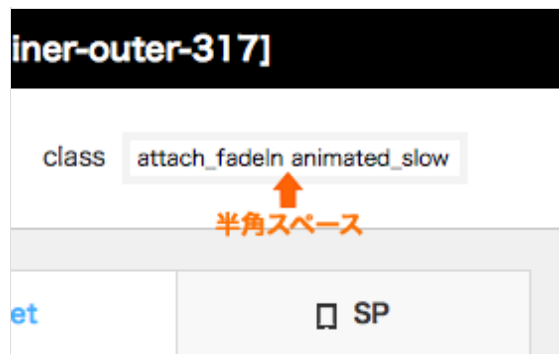 iner-outer-317]
class attach_fadeIn animated_slow
半角スペース
et SP